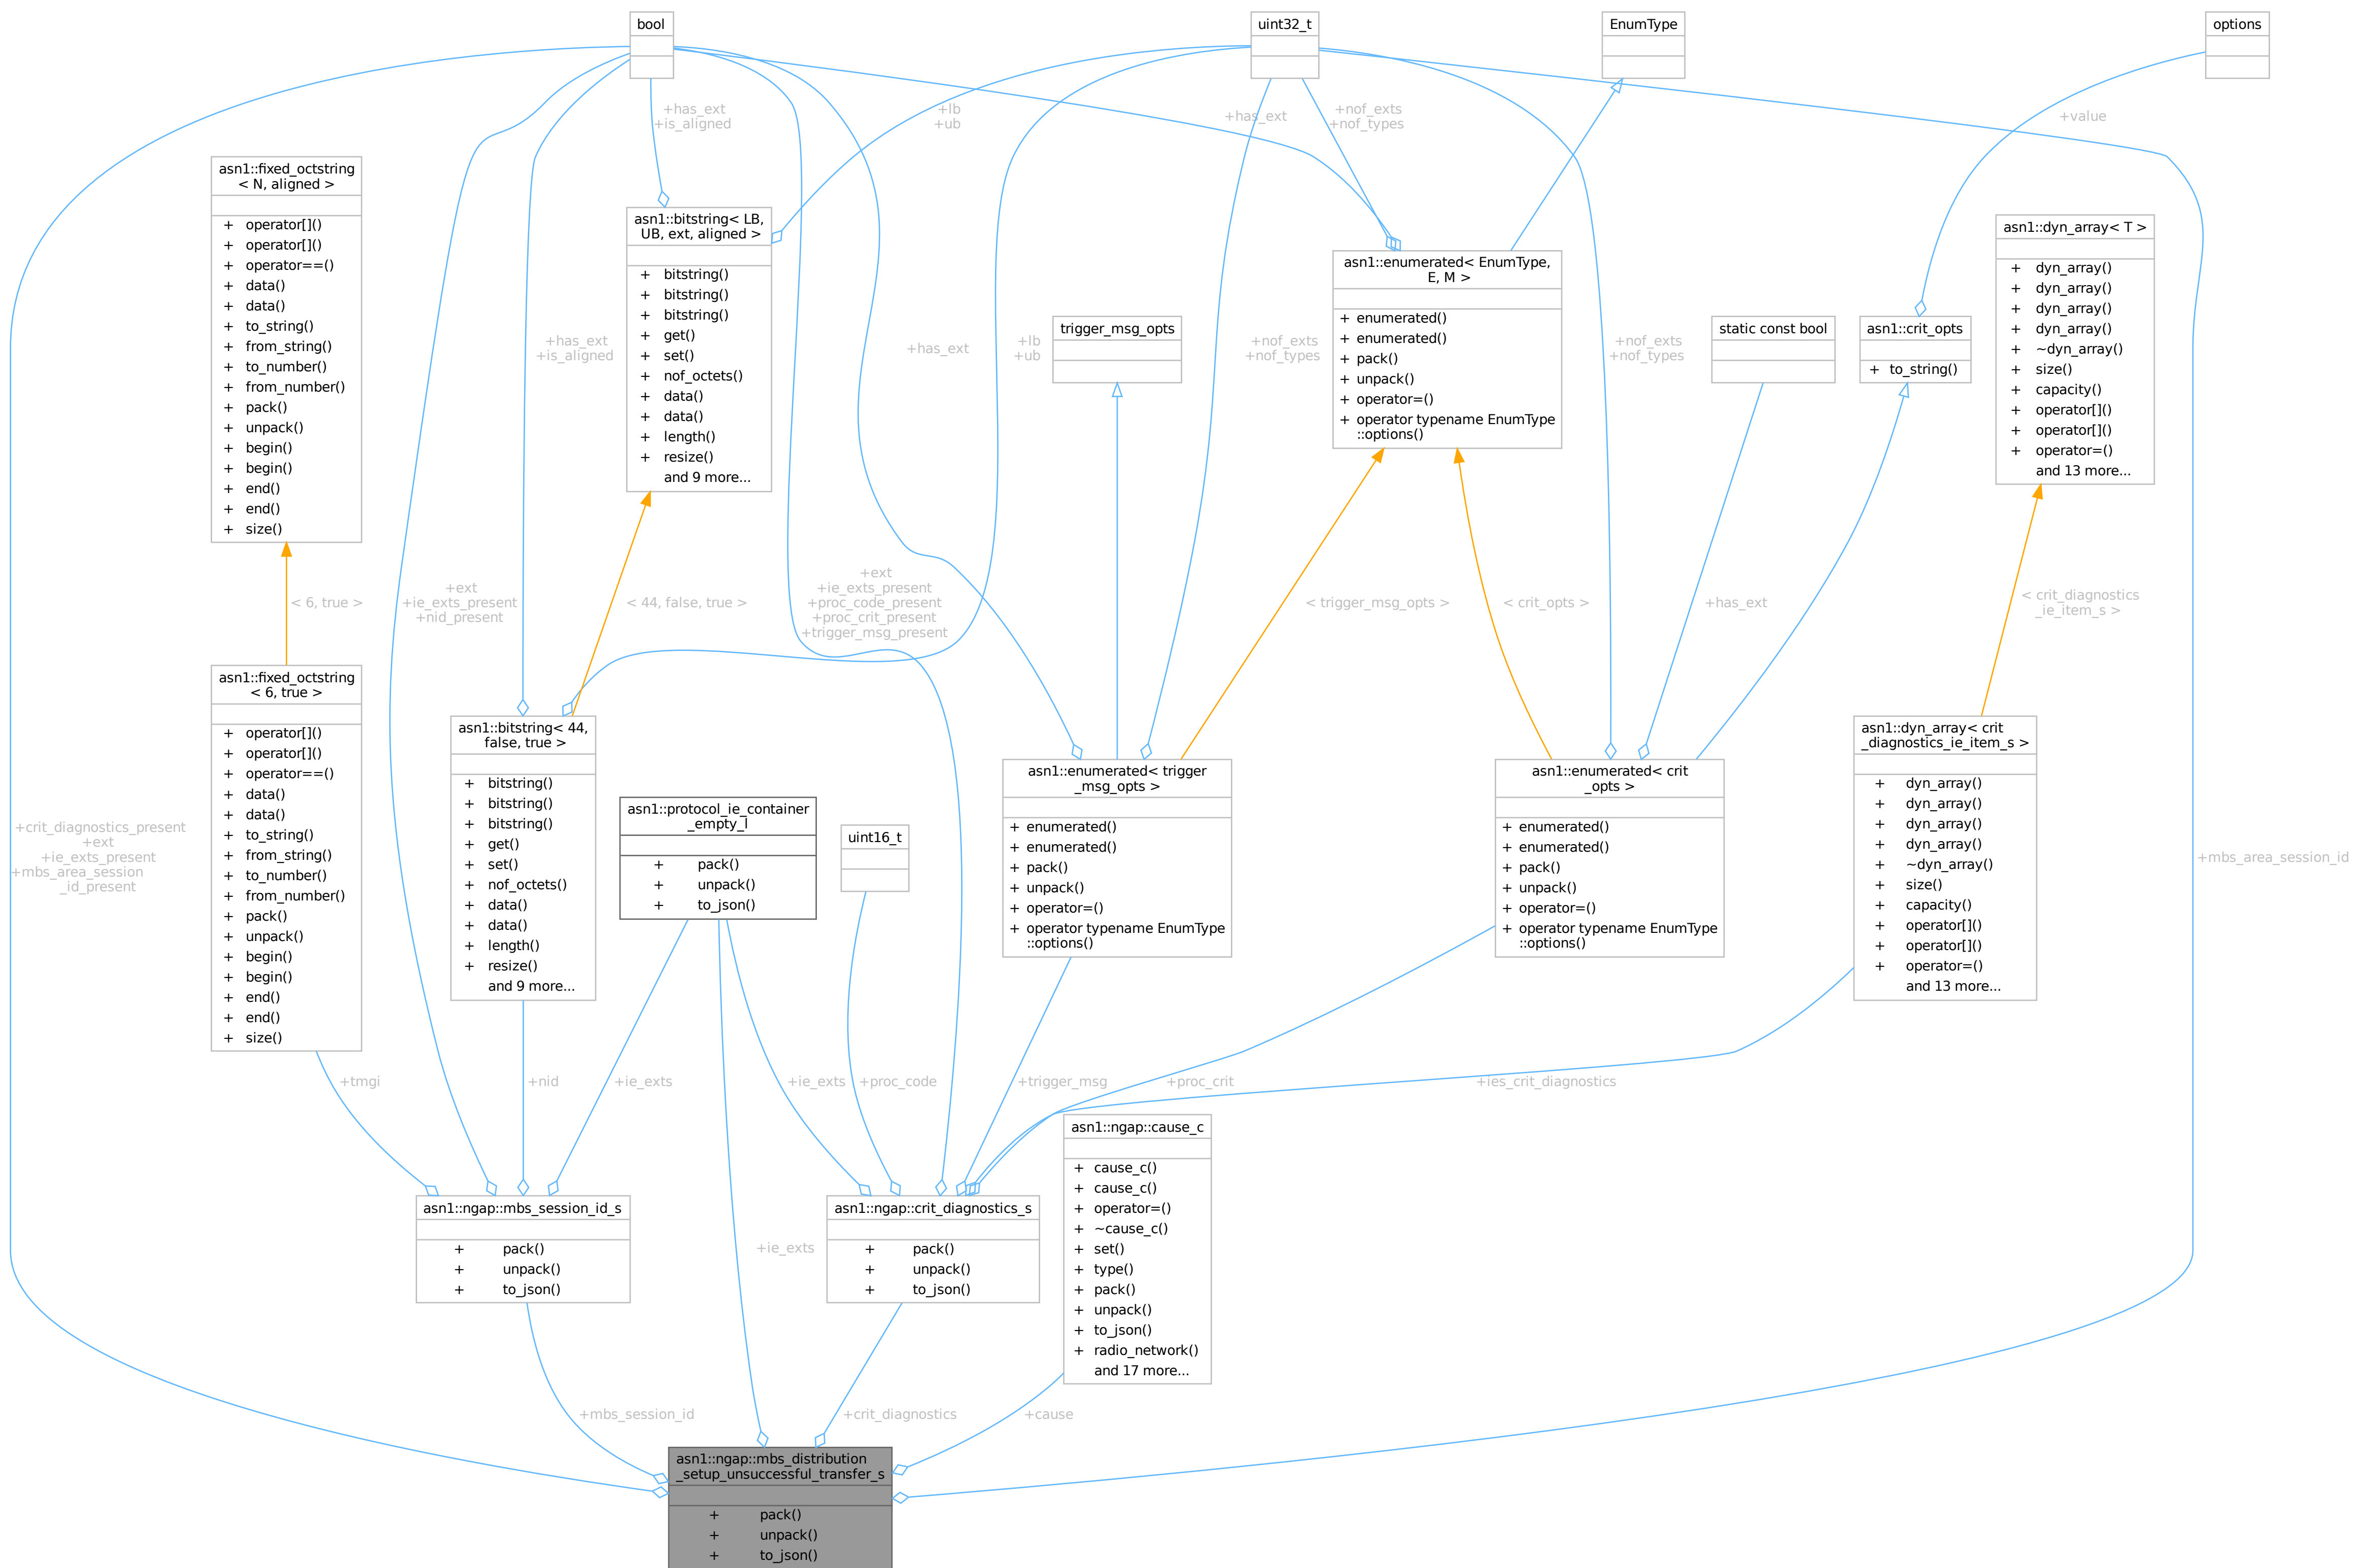 bool
uint32_t
EnumType
options
+has_ext
+is_aligned
+lb
+ub
+has_ext
+nof_exts
+nof_types
+value
asn1::fixed_octstring
< N, aligned >
+ operator[]()
+ operator[]()
+ operator==()
+ data()
+ data()
+ to_string()
+ from_string()
+ to_number()
+ from_number()
+ pack()
+ unpack()
+ begin()
+ begin()
+ end()
+ end()
+ size()
asn1::bitstring< LB,
UB, ext, aligned >
+ bitstring()
+ bitstring()
+ bitstring()
+ get()
+ set()
+ nof_octets()
+ data()
+ data()
+ length()
+ resize()
and 9 more...
asn1::enumerated< EnumType,
E, M >
+ enumerated()
+ enumerated()
+ pack()
+ unpack()
+ operator=()
+ operator typename EnumType
::options()
asn1::dyn_array< T >
+ dyn_array()
+ dyn_array()
+ dyn_array()
+ dyn_array()
+ ~dyn_array()
+ size()
+ capacity()
+ operator[]()
+ operator[]()
+ operator=()
and 13 more...
trigger_msg_opts
static const bool
asn1::crit_opts
+ to_string()
+has_ext
+is_aligned
+has_ext
+lb
+ub
+nof_exts
+nof_types
+nof_exts
+nof_types
< 6, true >
+ext
+ie_exts_present
+nid_present
< 44, false, true >
+ext
+ie_exts_present
+proc_code_present
+proc_crit_present
+trigger_msg_present
< trigger_msg_opts >
< crit_opts >
+has_ext
< crit_diagnostics
_ie_item_s >
asn1::fixed_octstring
< 6, true >
+ operator[]()
+ operator[]()
+ operator==()
+ data()
+ data()
+ to_string()
+ from_string()
+ to_number()
+ from_number()
+ pack()
+ unpack()
+ begin()
+ begin()
+ end()
+ end()
+ size()
asn1::bitstring< 44,
false, true >
+ bitstring()
+ bitstring()
+ bitstring()
+ get()
+ set()
+ nof_octets()
+ data()
+ data()
+ length()
+ resize()
and 9 more...
asn1::protocol_ie_container
_empty_l
+ pack()
+ unpack()
+ to_json()
uint16_t
asn1::enumerated< trigger
_msg_opts >
+ enumerated()
+ enumerated()
+ pack()
+ unpack()
+ operator=()
+ operator typename EnumType
::options()
asn1::enumerated< crit
_opts >
+ enumerated()
+ enumerated()
+ pack()
+ unpack()
+ operator=()
+ operator typename EnumType
::options()
asn1::dyn_array< crit
_diagnostics_ie_item_s >
+ dyn_array()
+ dyn_array()
+ dyn_array()
+ dyn_array()
+ ~dyn_array()
+ size()
+ capacity()
+ operator[]()
+ operator[]()
+ operator=()
and 13 more...
+crit_diagnostics_present
+ext
+ie_exts_present
+mbs_area_session
_id_present
+mbs_area_session_id
+tmgi
+nid
+ie_exts
+ie_exts
+proc_code
+trigger_msg
+proc_crit
+ies_crit_diagnostics
asn1::ngap::mbs_session_id_s
+ pack()
+ unpack()
+ to_json()
asn1::ngap::crit_diagnostics_s
+ pack()
+ unpack()
+ to_json()
asn1::ngap::cause_c
+ cause_c()
+ cause_c()
+ operator=()
+ ~cause_c()
+ set()
+ type()
+ pack()
+ unpack()
+ to_json()
+ radio_network()
and 17 more...
+ie_exts
+mbs_session_id
+crit_diagnostics
+cause
asn1::ngap::mbs_distribution
_setup_unsuccessful_transfer_s
+ pack()
+ unpack()
+ to_json()